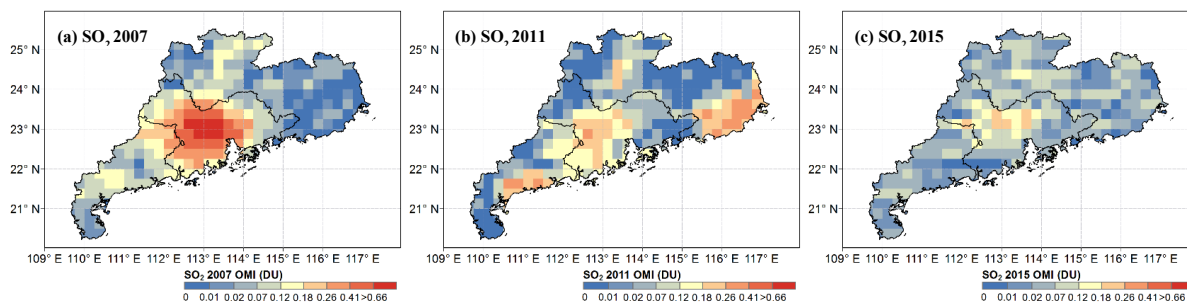 (a) SO, 2007
25° N
24° N
23° N
22° N
21° N
109° E 110° E 111° E 112° E 113° E 114° E 115° E 116° E 117° E
SO₂ 2007 OMI (DU)
0 0.01 0.02 0.07 0.12 0.18 0.26 0.41 >0.66
(b) SO, 2011
25° N
24° N
23° N
22° N
21° N
109° E 110° E 111° E 112° E 113° E 114° E 115° E 116° E 117° E
SO₂ 2011 OMI (DU)
0 0.01 0.02 0.07 0.12 0.18 0.26 0.41 >0.66
(c) SO, 2015
25° N
24° N
23° N
22° N
21° N
109° E 110° E 111° E 112° E 113° E 114° E 115° E 116° E 117° E
SO₂ 2015 OMI (DU)
0 0.01 0.02 0.07 0.12 0.18 0.26 0.41 >0.66